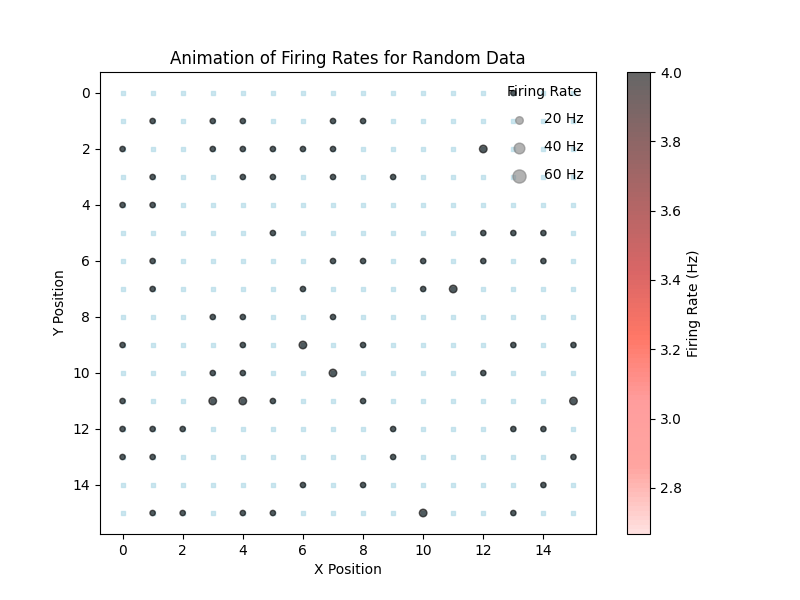 Animation of Firing Rates for Random Data
Firing Rate
20 Hz
40 Hz
60 Hz
0
2
4
6
8
10
12
14
Y Position
0 2 4 6 8 10 12 14
X Position
4.0
3.8
3.6
3.4
3.2
3.0
2.8
Firing Rate (Hz)